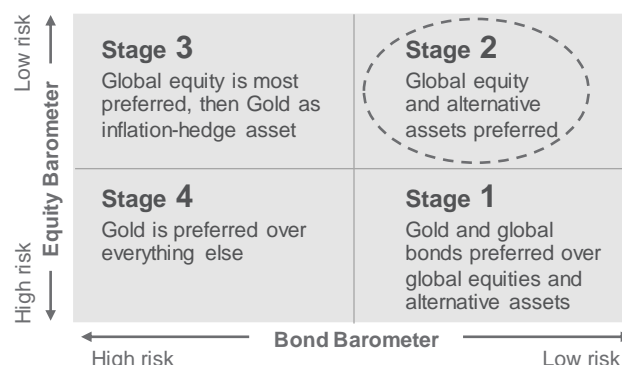 Low risk
Equity Barometer
High risk
Stage 3
Global equity is most
preferred, then Gold as
inflation-hedge asset
Stage 2
Global equity
and alternative
assets preferred
Stage 4
Gold is preferred over
everything else
Stage 1
Gold and global
bonds preferred over
global equities and
alternative assets
Bond Barometer
High risk
Low risk